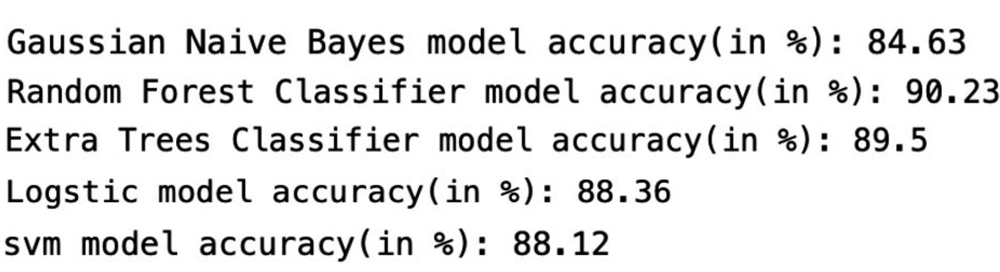 Gaussian Naive Bayes model accuracy(in %): 84.63
Random Forest Classifier model accuracy(in %): 90.23
Extra Trees Classifier model accuracy(in %): 89.5
Logstic model accuracy(in %): 88.36
svm model accuracy(in %): 88.12